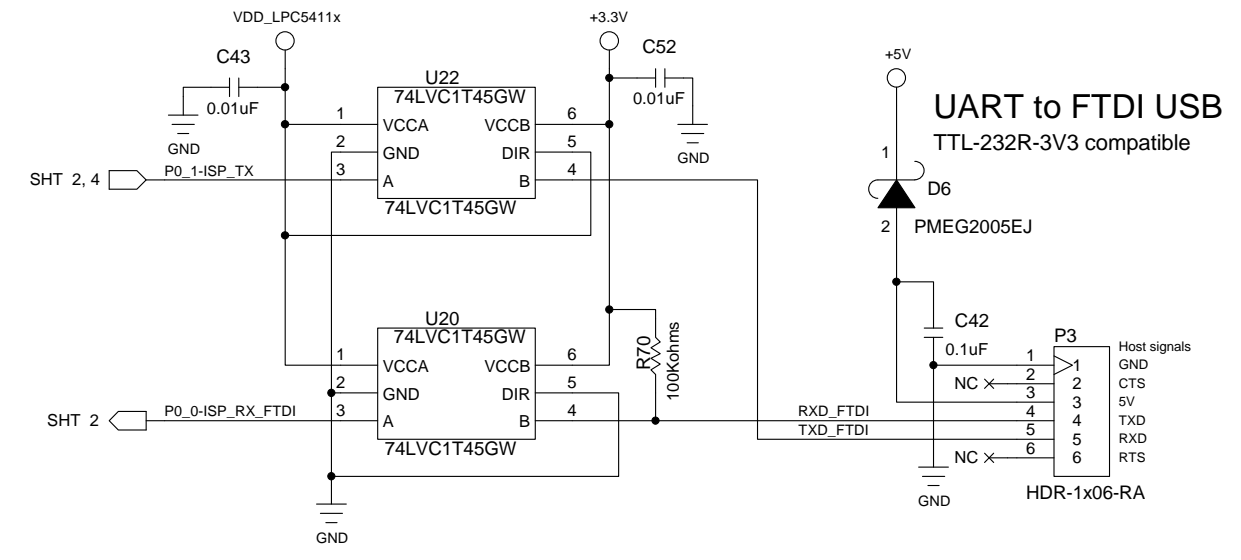 VDD_LPC5411x
+3.3V
+5V
C43
0.01uF
GND
C52
0.01uF
GND
UART to FTDI USB
TTL-232R-3V3 compatible
U22
74LVC1T45GW
1 VCCA VCCB 6
2 GND DIR 5
3 A B 4
74LVC1T45GW
SHT 2, 4 P0_1-ISP_TX
1
D6
2 PMEG2005EJ
U20
74LVC1T45GW
1 VCCA VCCB 6
2 GND DIR 5
3 A B 4
74LVC1T45GW
SHT 2 P0_0-ISP_RX_FTDI
R70
100Kohms
RXD_FTDI
TXD_FTDI
C42
0.1uF
P3
Host signals
1 1 GND
NC 2 2 CTS
3 3 5V
4 4 TXD
5 5 RXD
NC 6 6 RTS
HDR-1x06-RA
GND
GND